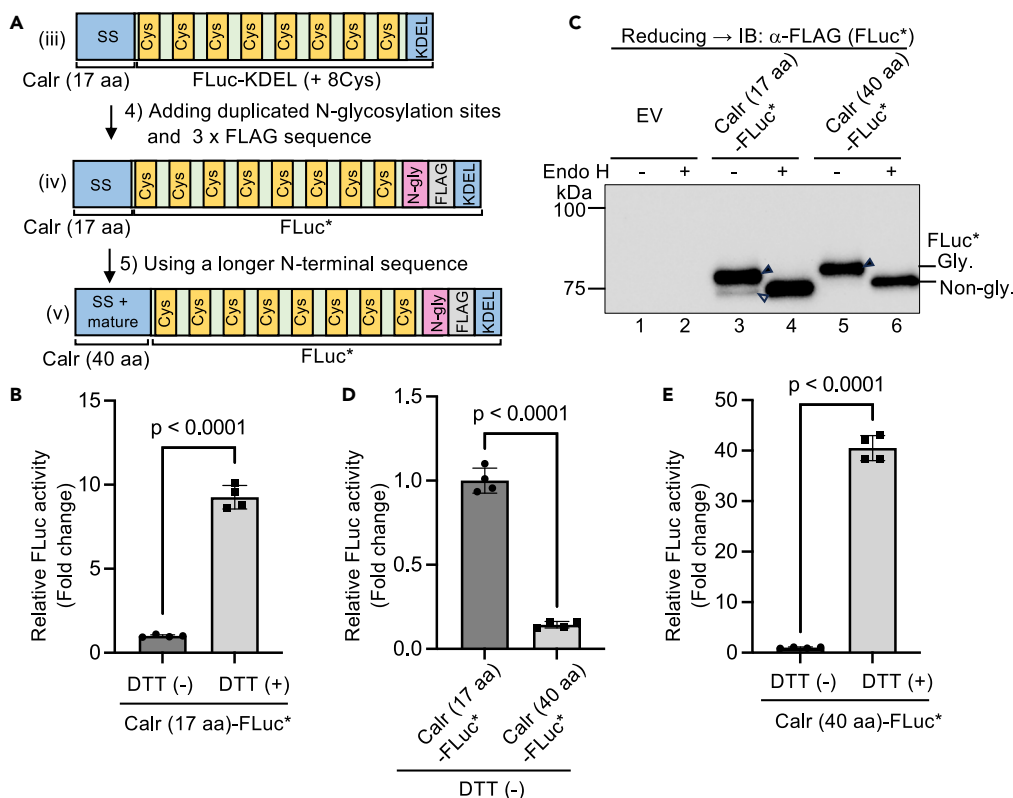 A
(iii)
SS
Cys Cys Cys Cys Cys Cys Cys Cys
KDEL
Calr (17 aa)
FLuc-KDEL (+ 8Cys)
4) Adding duplicated N-glycosylation sites
and 3 x FLAG sequence
(iv)
SS
Cys Cys Cys Cys Cys Cys Cys Cys
N-gly FLAG KDEL
Calr (17 aa)
FLuc*
5) Using a longer N-terminal sequence
(v)
SS +
mature
Cys Cys Cys Cys Cys Cys Cys Cys
N-gly FLAG KDEL
Calr (40 aa)
FLuc*
C
Reducing → IB: α-FLAG (FLuc*)
EV
Calr (17 aa)
-FLuc*
Calr (40 aa)
-FLuc*
Endo H - + - + - +
kDa
100
75
FLuc*
Gly.
Non-gly.
1 2 3 4 5 6
B
p < 0.0001
Relative FLuc activity
(Fold change)
15
10
5
0
DTT (-) DTT (+)
Calr (17 aa)-FLuc*
D
p < 0.0001
Relative FLuc activity
(Fold change)
1.5
1.0
0.5
0.0
Calr (17 aa)
-FLuc*
Calr (40 aa)
-FLuc*
DTT (-)
E
p < 0.0001
Relative FLuc activity
(Fold change)
50
40
30
20
10
0
DTT (-) DTT (+)
Calr (40 aa)-FLuc*